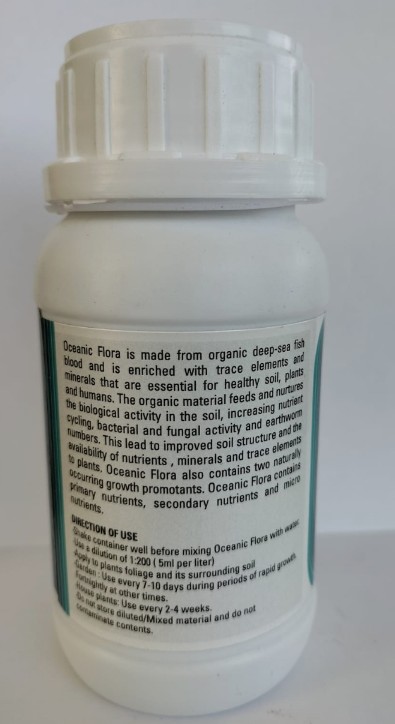 Oceanic Flora is made from organic deep-sea fish
blood and is enriched with trace elements and
minerals that are essential for healthy soil, plants
and humans. The organic material feeds and nurtures
the biological activity in the soil, increasing nutrient
cycling, bacterial and fungal activity and earthworm
numbers. This lead to improved soil structure and the
availability of nutrients , minerals and trace elements
to plants. Oceanic Flora also contains two naturally
occurring growth promotants. Oceanic Flora contains
primary nutrients, secondary nutrients and micro
nutrients.
DIRECTION OF USE
Shake container well before mixing Oceanic Flora with water.
Use a dilution of 1:200 ( 5ml per liter)
Apply to plants foliage and its surrounding soil
Garden : Use every 7-10 days during periods of rapid growth.
Fortnightly at other times.
House plants: Use every 2-4 weeks.
Do not store diluted/Mixed material and do not
contaminate contents.